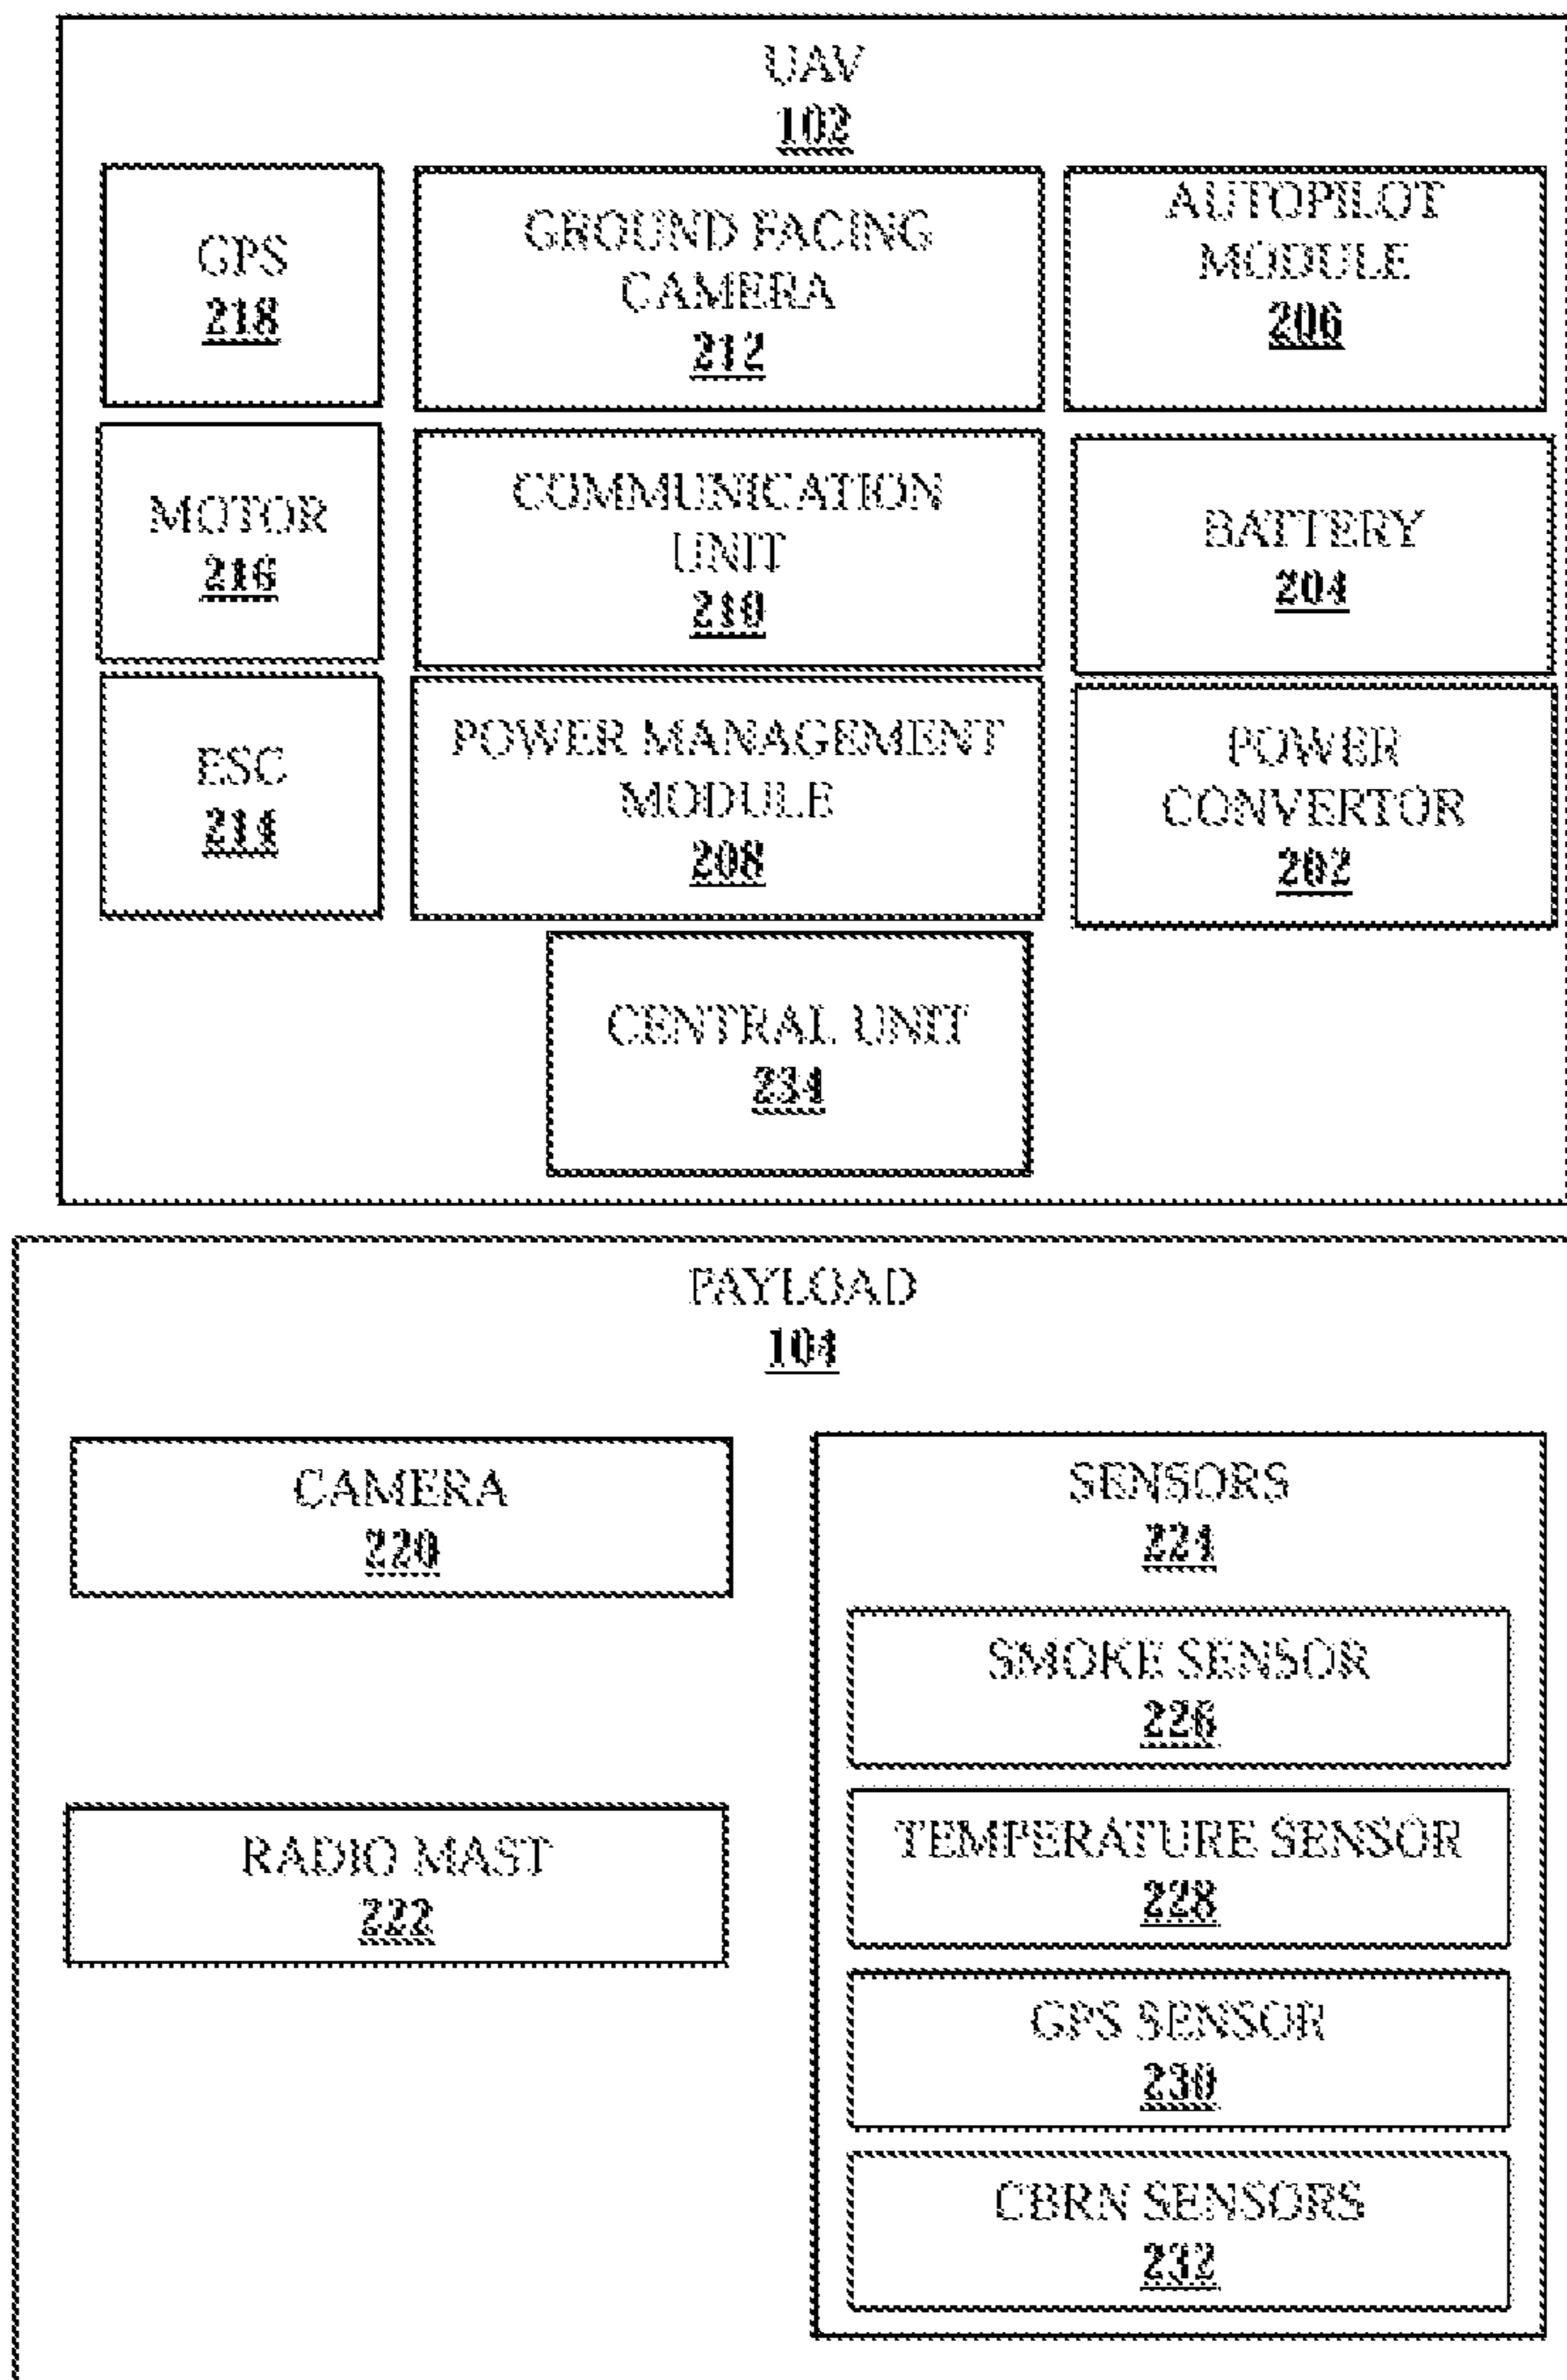 UAV
102
GPS
218
GROUND FACING
CAMERA
212
AUTOPILOT
MODULE
206
MOTOR
216
COMMUNICATION
UNIT
210
BATTERY
204
ESC
214
POWER MANAGEMENT
MODULE
208
POWER
CONVERTOR
202
CENTRAL UNIT
234
PAYLOAD
104
CAMERA
220
RADIO MAST
222
SENSORS
224
SMOKE SENSOR
226
TEMPERATURE SENSOR
228
GPS SENSOR
230
CBRN SENSORS
232